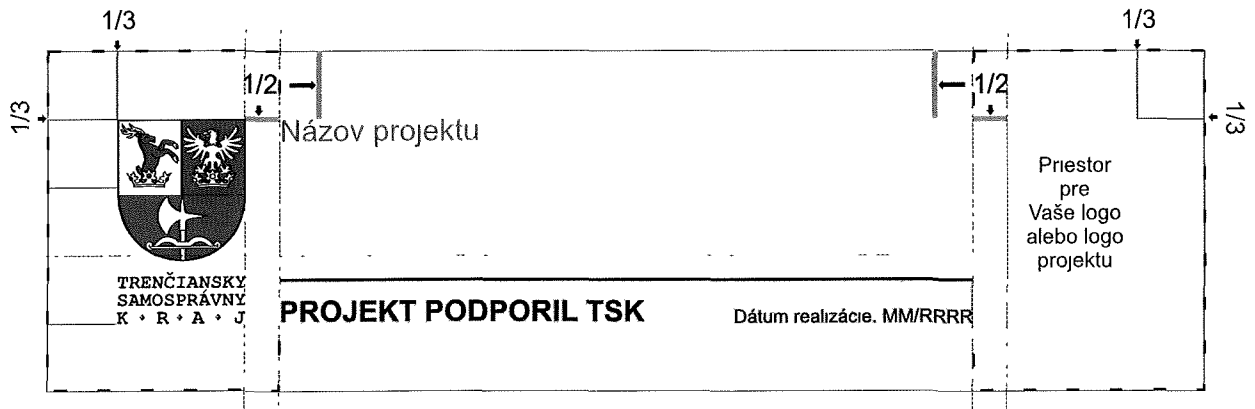 1/3
1/3
1/2
1/2
1/3
1/3
Názov projektu
Priestor
pre
Vaše logo
alebo logo
projektu
TRENČIANSKY
SAMOSPRÁVNY
K • R • A • J
PROJEKT PODPORIL TSK
Dátum realizácie. MM/RRRR